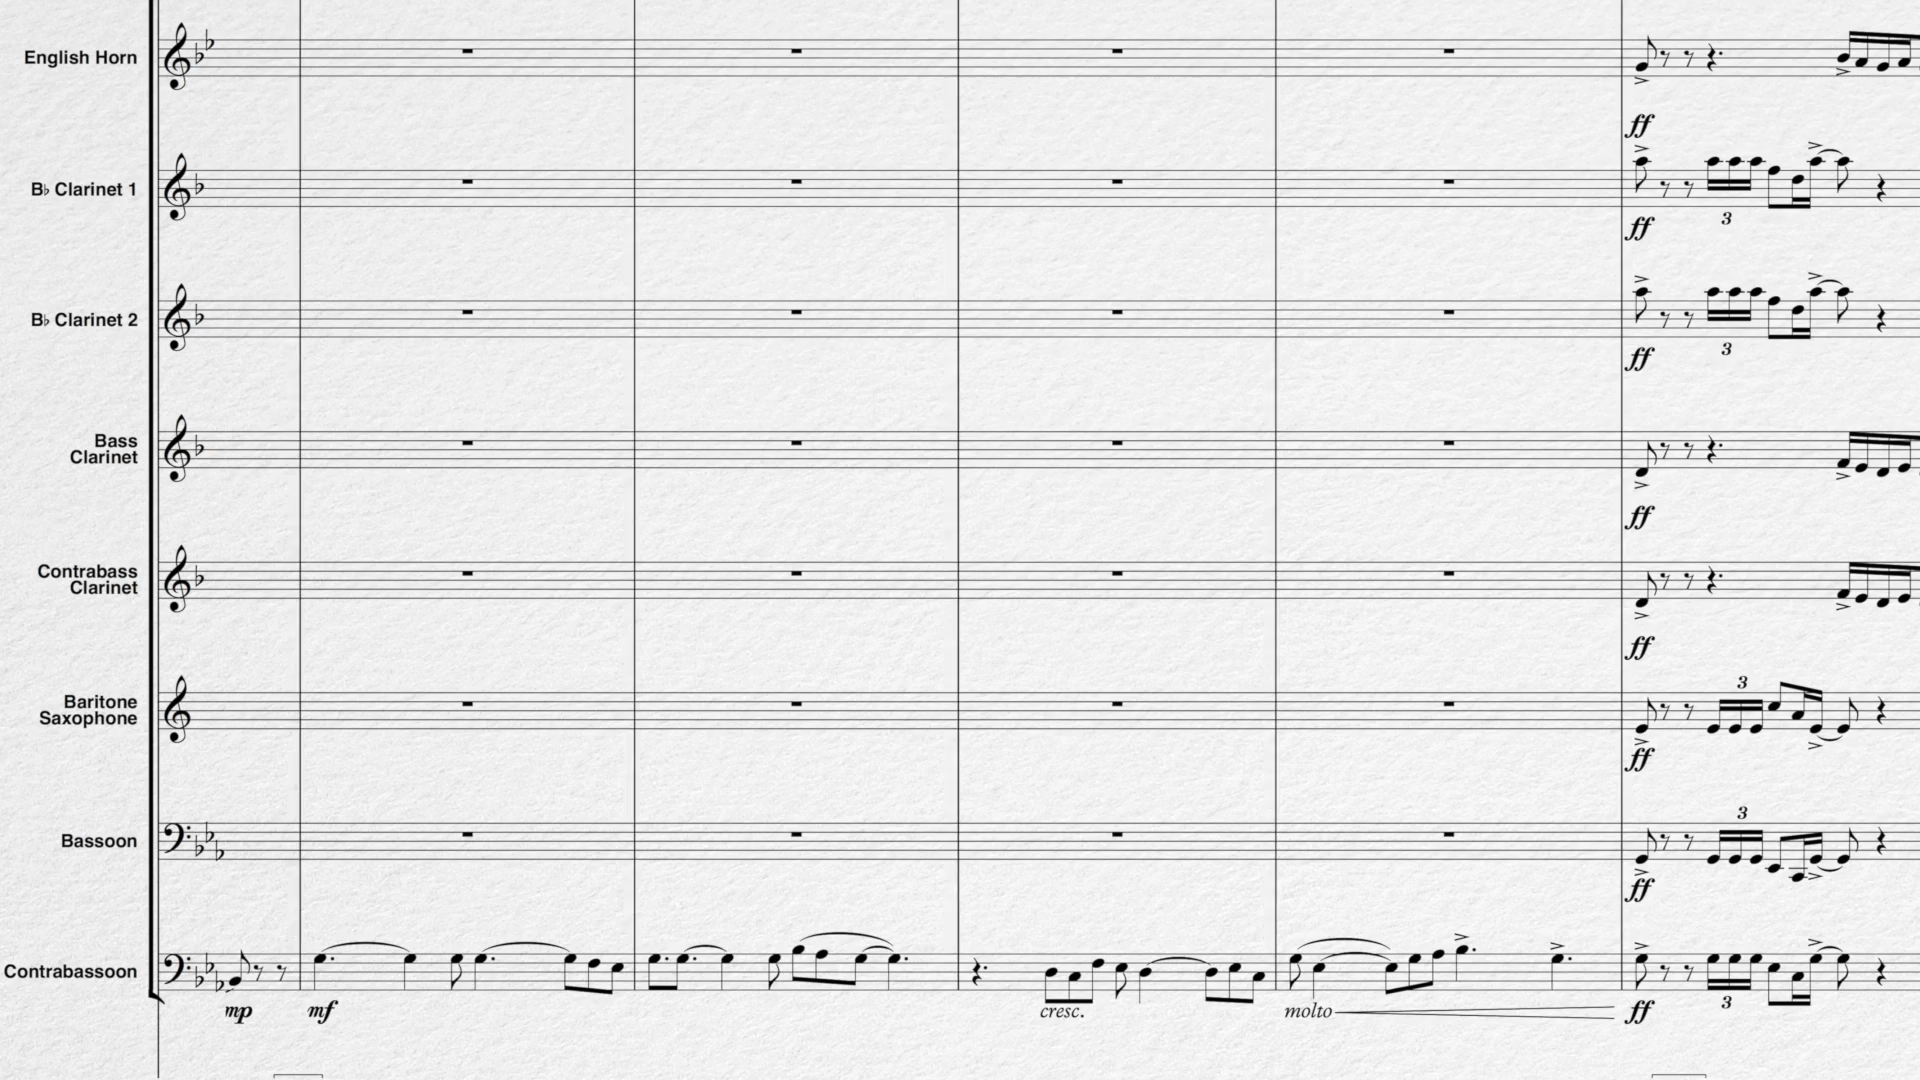 English Horn
ff
B♭ Clarinet 1
3
ff
B♭ Clarinet 2
3
ff
Bass
Clarinet
ff
Contrabass
Clarinet
ff
3
Baritone
Saxophone
ff
3
Bassoon
ff
Contrabassoon
3
mp mf cresc. molto ff